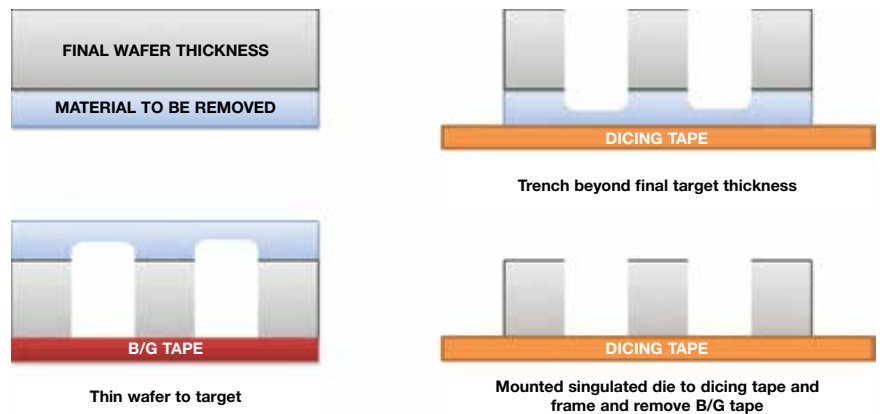 FINAL WAFER THICKNESS
MATERIAL TO BE REMOVED
DICING TAPE
Trench beyond final target thickness
B/G TAPE
Thin wafer to target
DICING TAPE
Mounted singulated die to dicing tape and
frame and remove B/G tape